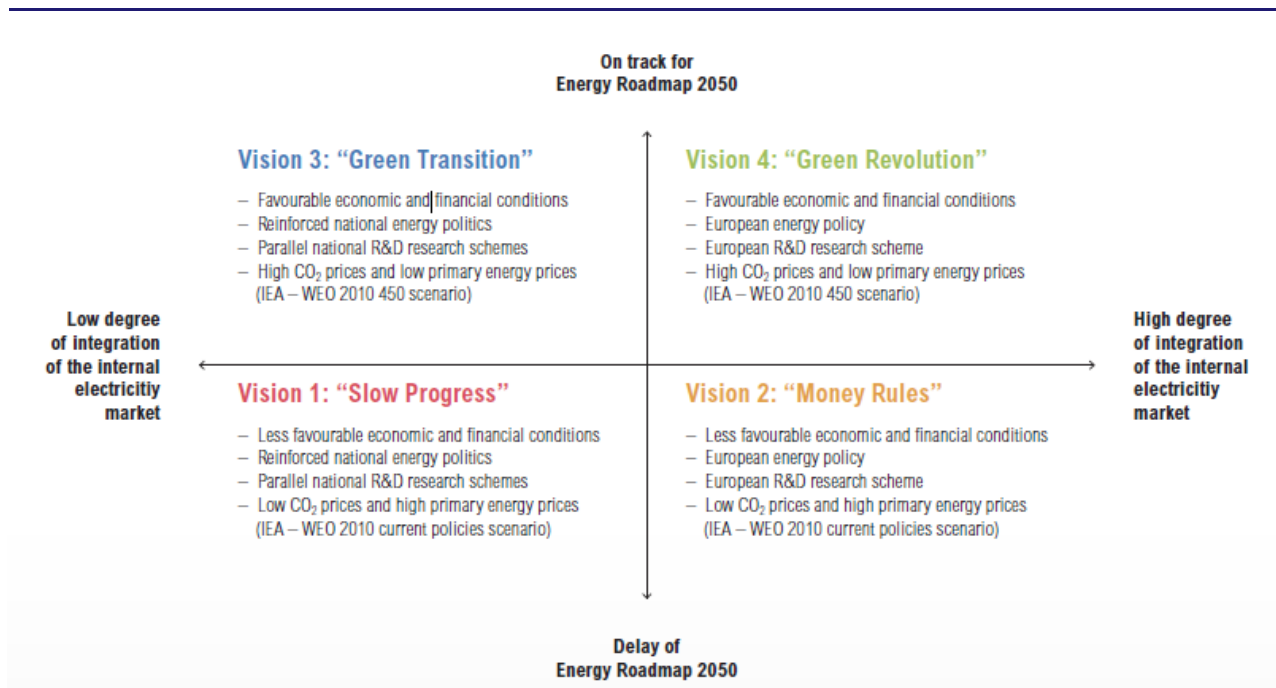 On track for
Energy Roadmap 2050
Vision 3: “Green Transition”
– Favourable economic and financial conditions
– Reinforced national energy politics
– Parallel national R&D research schemes
– High CO₂ prices and low primary energy prices
(IEA – WEO 2010 450 scenario)
Vision 4: “Green Revolution”
– Favourable economic and financial conditions
– European energy policy
– European R&D research scheme
– High CO₂ prices and low primary energy prices
(IEA – WEO 2010 450 scenario)
Low degree
of integration
of the internal
electricitiy
market
High degree
of integration
of the internal
electricitiy
market
Vision 1: “Slow Progress”
– Less favourable economic and financial conditions
– Reinforced national energy politics
– Parallel national R&D research schemes
– Low CO₂ prices and high primary energy prices
(IEA – WEO 2010 current policies scenario)
Vision 2: “Money Rules”
– Less favourable economic and financial conditions
– European energy policy
– European R&D research scheme
– Low CO₂ prices and high primary energy prices
(IEA – WEO 2010 current policies scenario)
Delay of
Energy Roadmap 2050